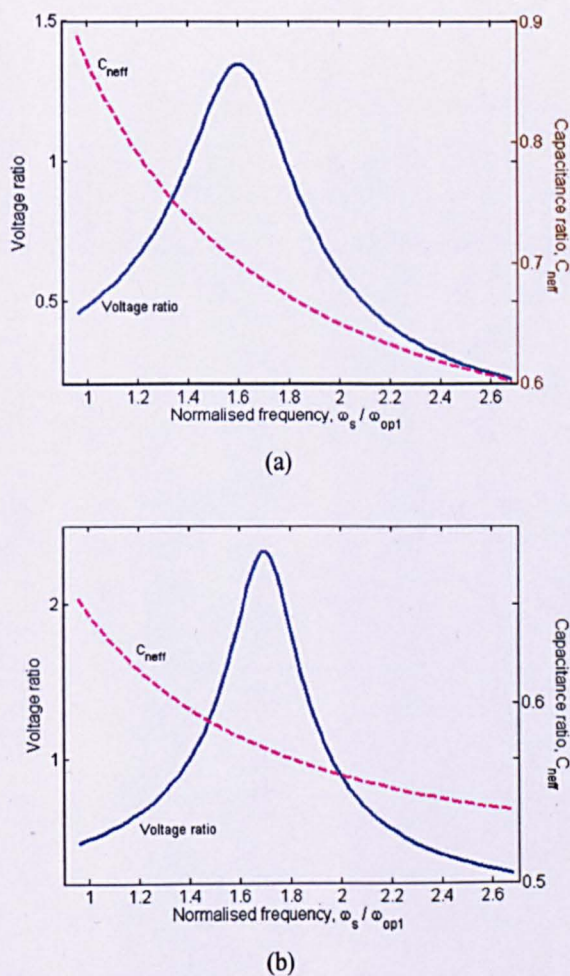 1.5
0.9
C_neff
Voltage ratio
1
0.8
Capacitance ratio, C_neff
0.7
0.5
Voltage ratio
0.6
1 1.2 1.4 1.6 1.8 2 2.2 2.4 2.6
Normalised frequency, ω_s / ω_op1
(a)
2
C_neff
Voltage ratio
0.6
Capacitance ratio, C_neff
1
Voltage ratio
0.5
1 1.2 1.4 1.6 1.8 2 2.2 2.4 2.6
Normalised frequency, ω_s / ω_op1
(b)